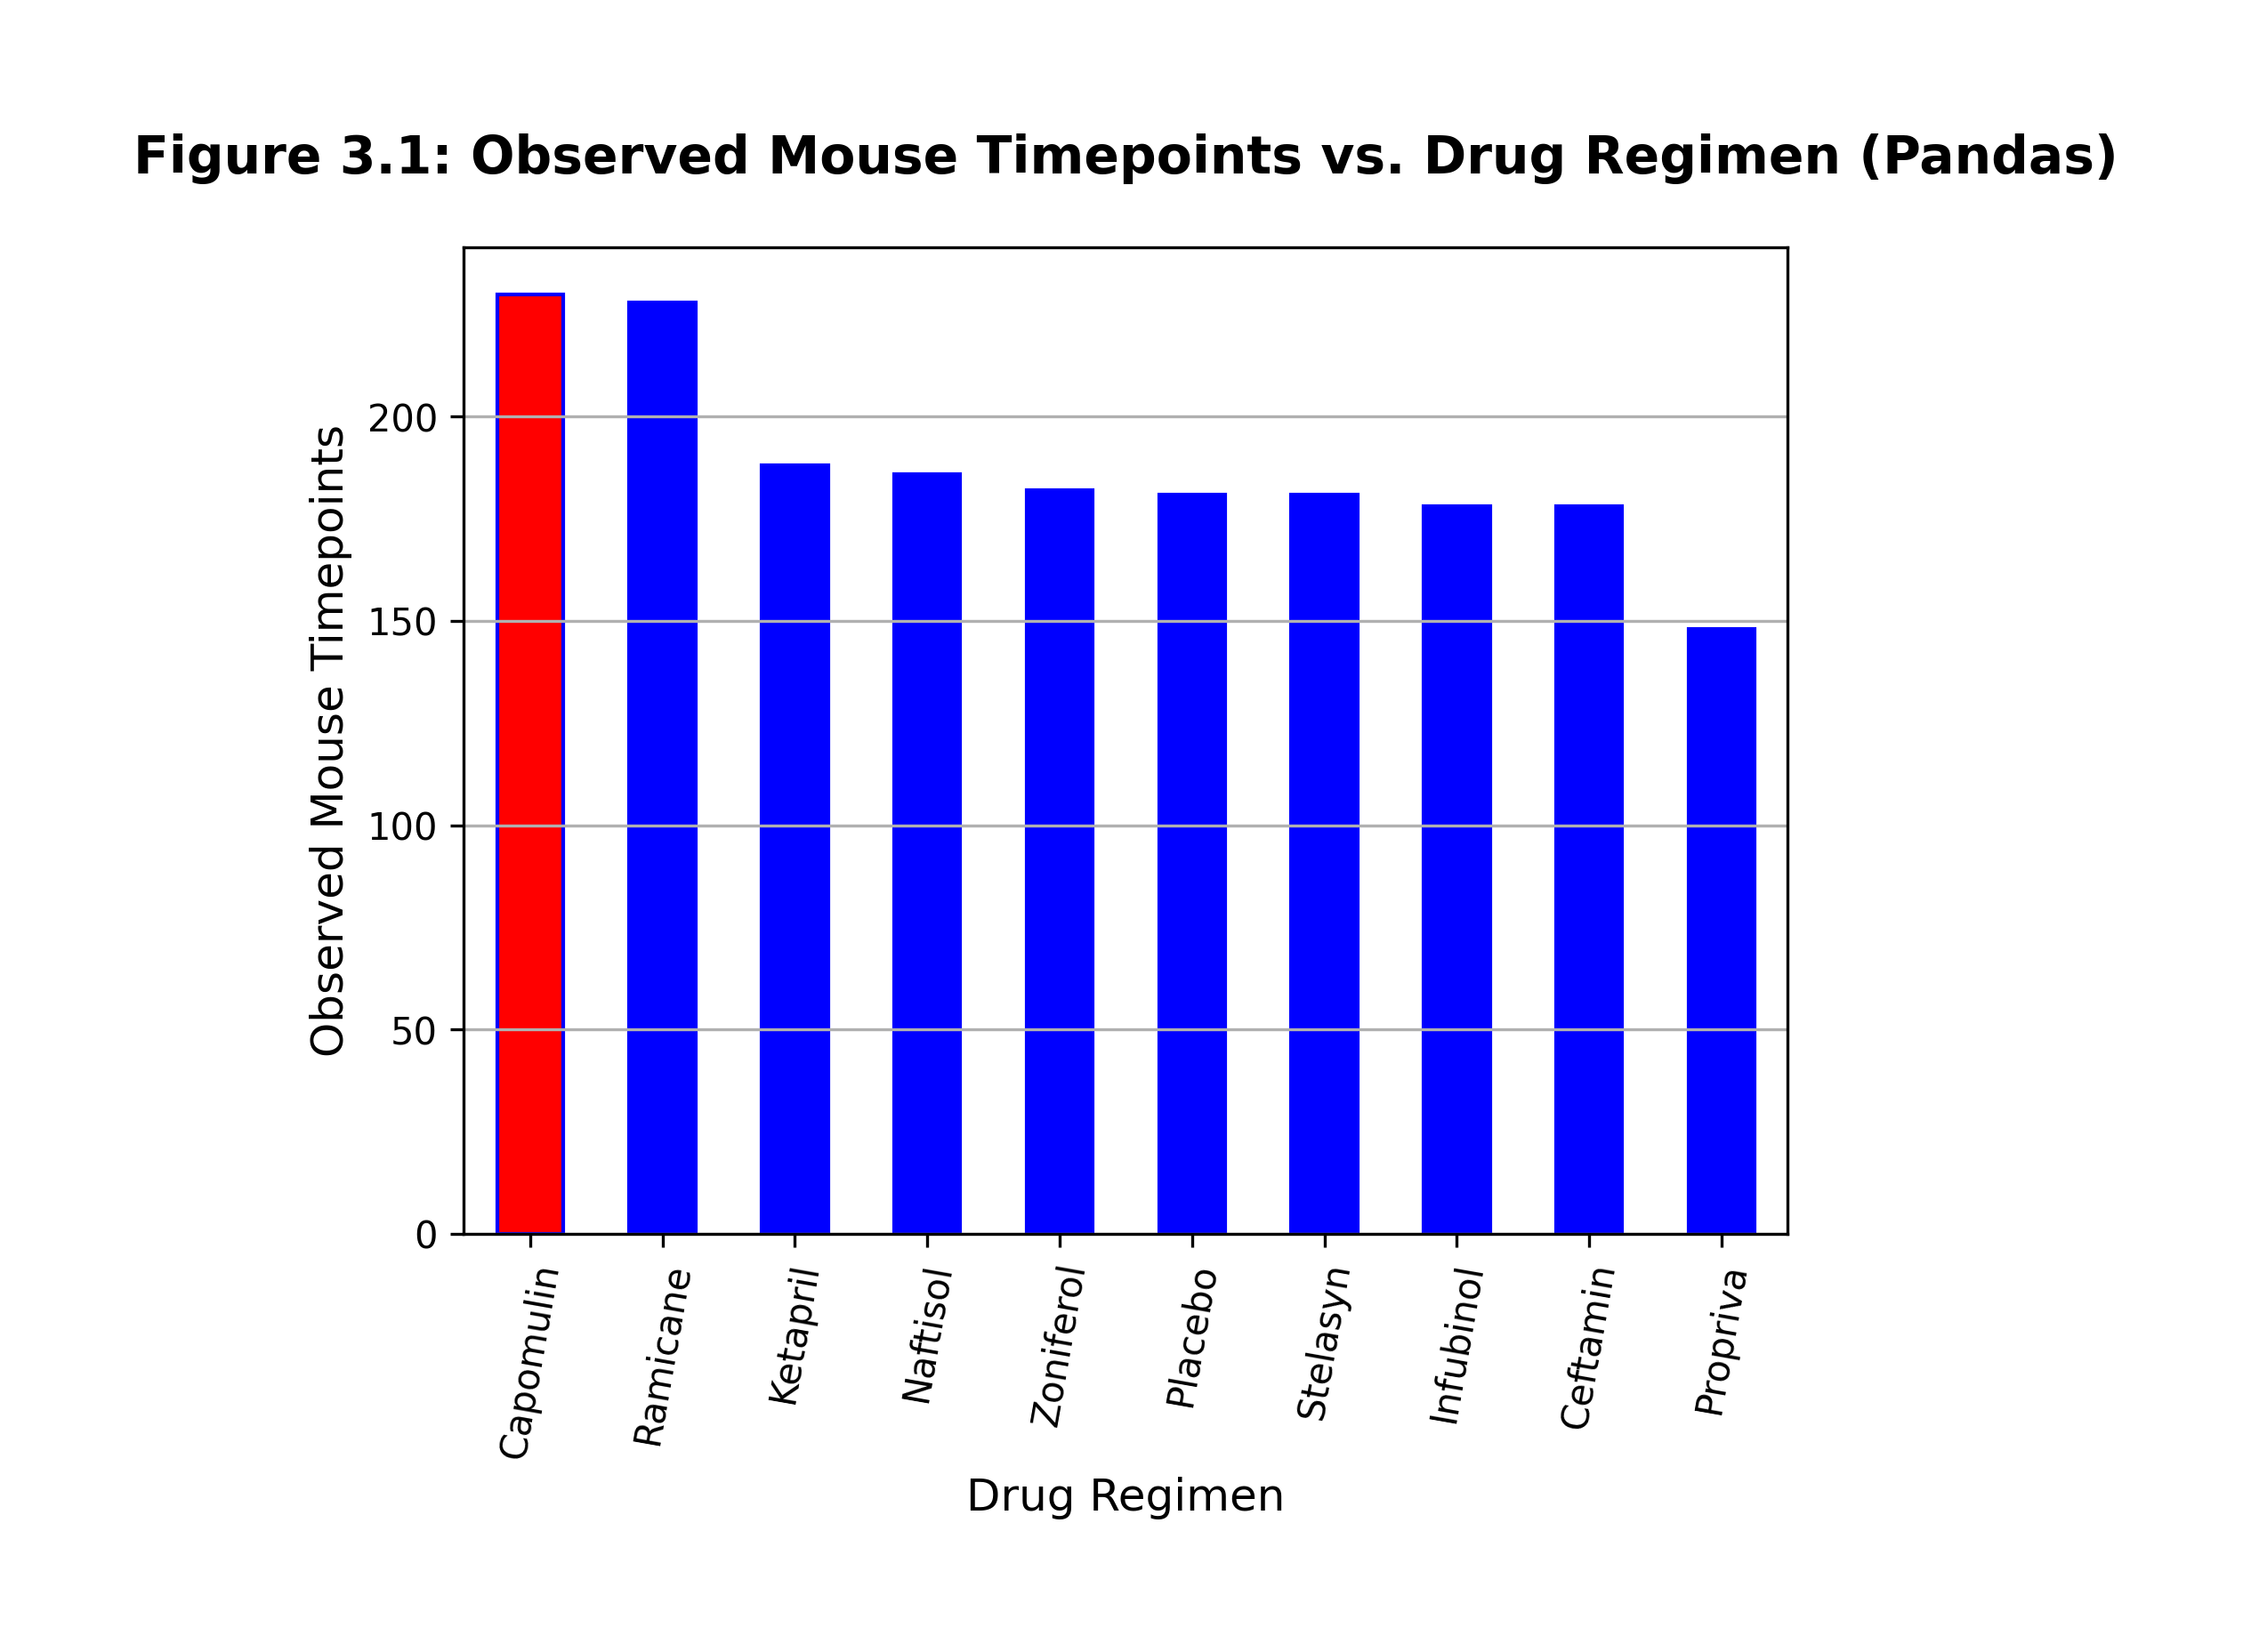 Figure 3.1: Observed Mouse Timepoints vs. Drug Regimen (Pandas)
Observed Mouse Timepoints
200
150
100
50
0
Capomulin
Ramicane
Ketapril
Naftisol
Zoniferol
Placebo
Stelasyn
Infubinol
Ceftamin
Propriva
Drug Regimen